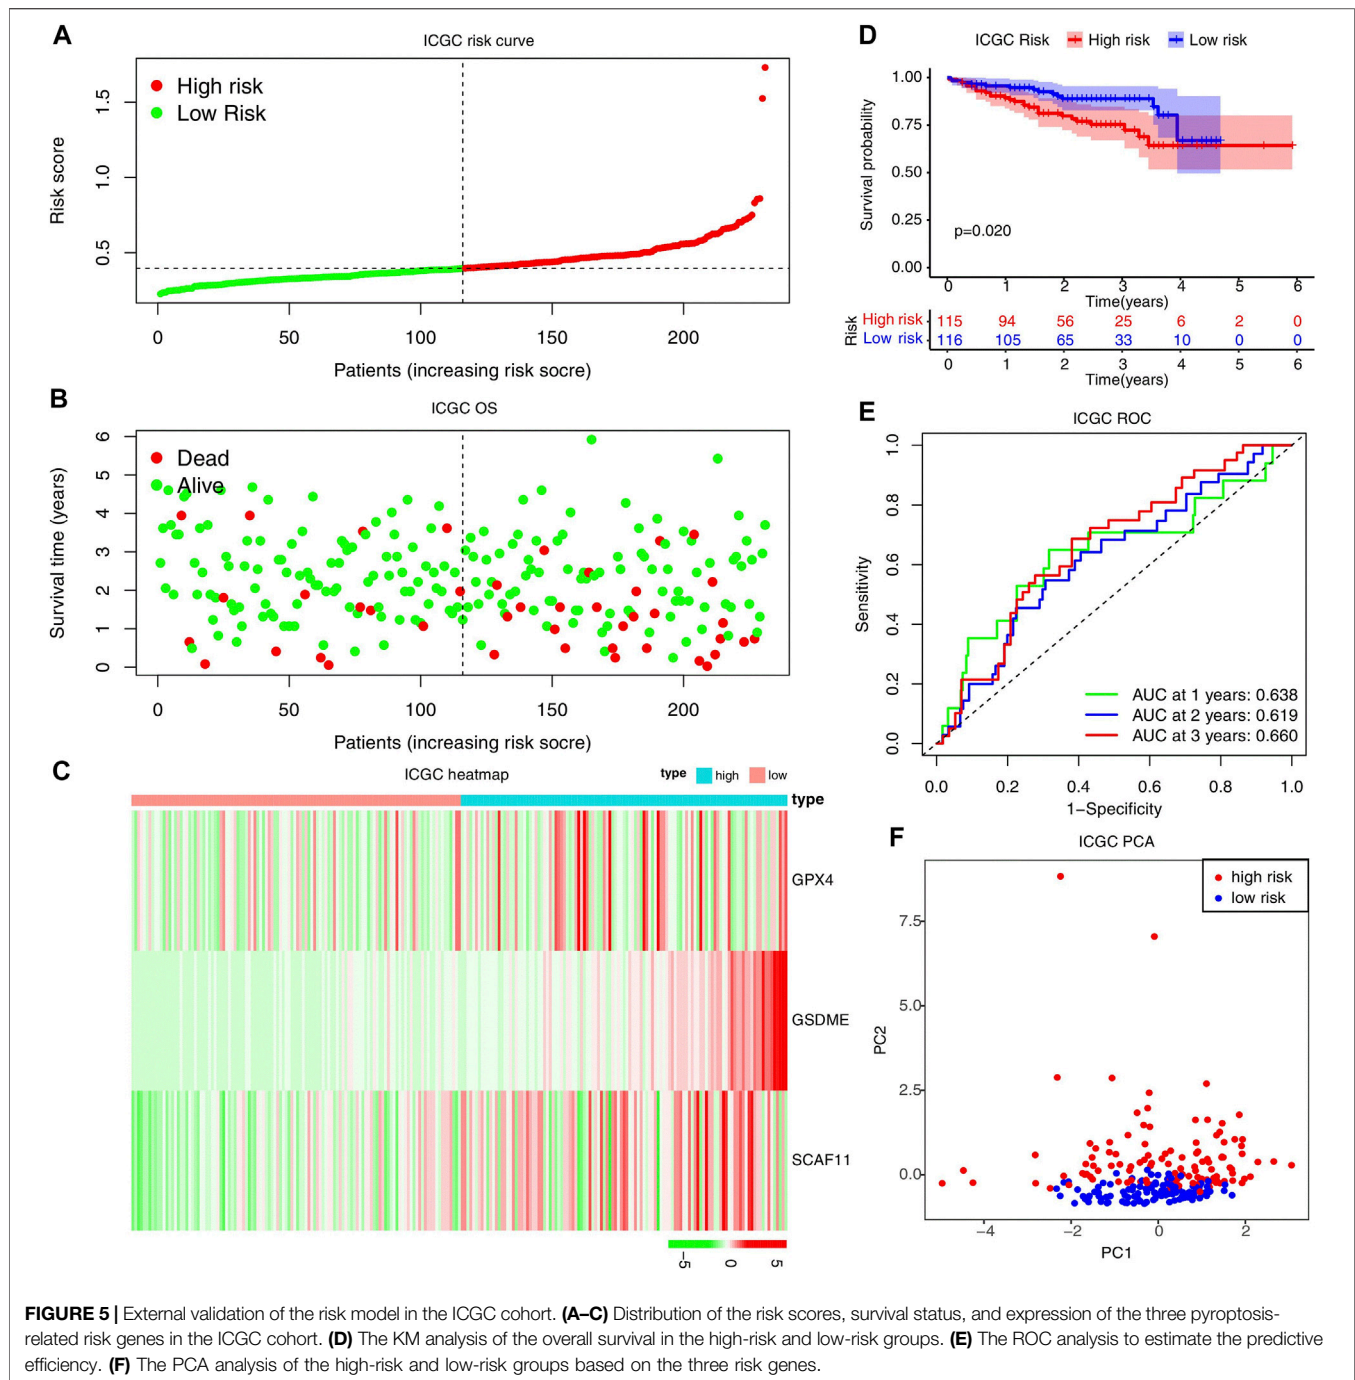 A
ICGC risk curve
High risk
Low Risk
Risk score
0.5
1.0
1.5
0
50
100
150
200
Patients (increasing risk socre)
B
ICGC OS
Dead
Alive
Survival time (years)
0
1
2
3
4
5
6
0
50
100
150
200
Patients (increasing risk socre)
C
ICGC heatmap
type high low
type
GPX4
GSDME
SCAF11
-5 0 5
D
ICGC Risk High risk Low risk
Survival probability
1.00
0.75
0.50
0.25
0.00
p=0.020
0 1 2 3 4 5 6
Time(years)
Risk
High risk 115 94 56 25 6 2 0
Low risk 116 105 65 33 10 0 0
0 1 2 3 4 5 6
Time(years)
E
ICGC ROC
Sensitivity
0.0
0.2
0.4
0.6
0.8
1.0
AUC at 1 years: 0.638
AUC at 2 years: 0.619
AUC at 3 years: 0.660
0.0 0.2 0.4 0.6 0.8 1.0
1−Specificity
F
ICGC PCA
high risk
low risk
PC2
7.5
5.0
2.5
0.0
−4 −2 0 2
PC1
FIGURE 5 | External validation of the risk model in the ICGC cohort. (A–C) Distribution of the risk scores, survival status, and expression of the three pyroptosis-
related risk genes in the ICGC cohort. (D) The KM analysis of the overall survival in the high-risk and low-risk groups. (E) The ROC analysis to estimate the predictive
efficiency. (F) The PCA analysis of the high-risk and low-risk groups based on the three risk genes.